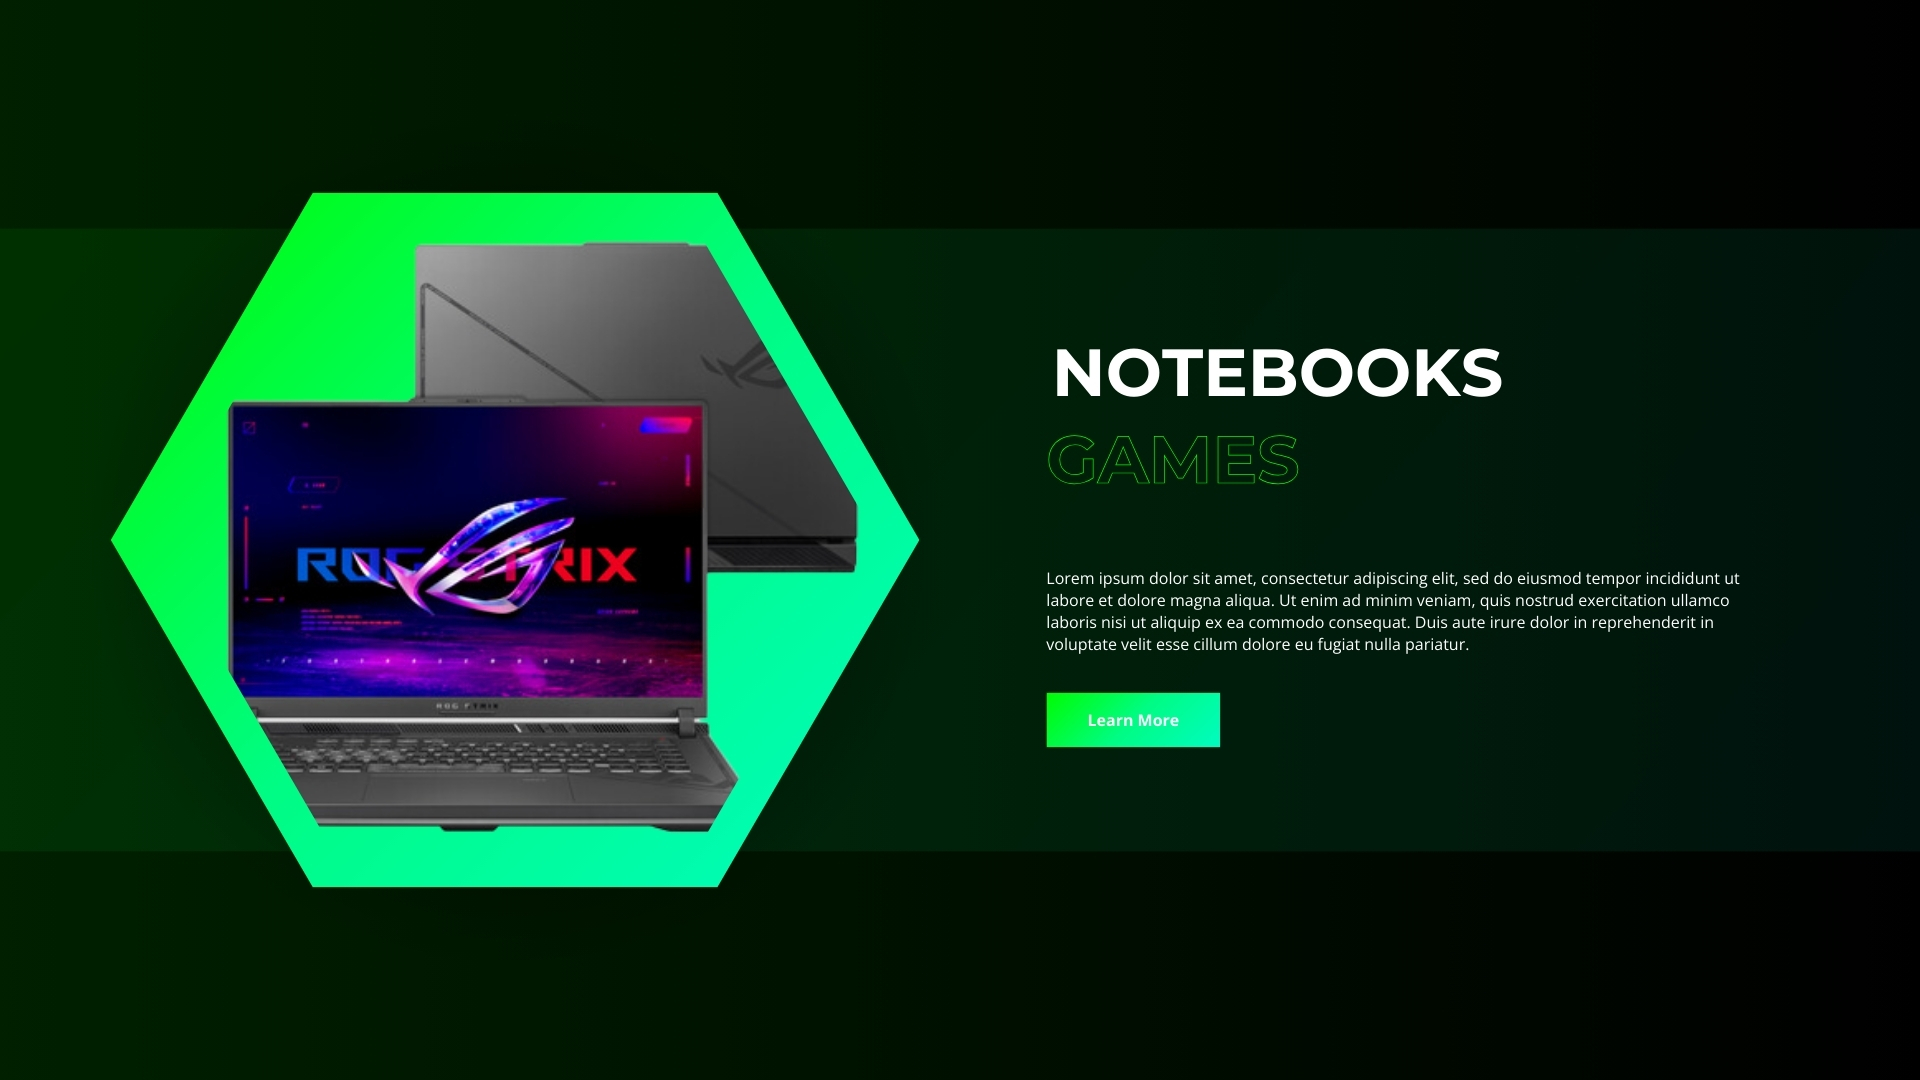 NOTEBOOKS
GAMES
Lorem ipsum dolor sit amet, consectetur adipiscing elit, sed do eiusmod tempor incididunt ut
labore et dolore magna aliqua. Ut enim ad minim veniam, quis nostrud exercitation ullamco
laboris nisi ut aliquip ex ea commodo consequat. Duis aute irure dolor in reprehenderit in
voluptate velit esse cillum dolore eu fugiat nulla pariatur.
Learn More
ROG STRIX
ROG STRIX